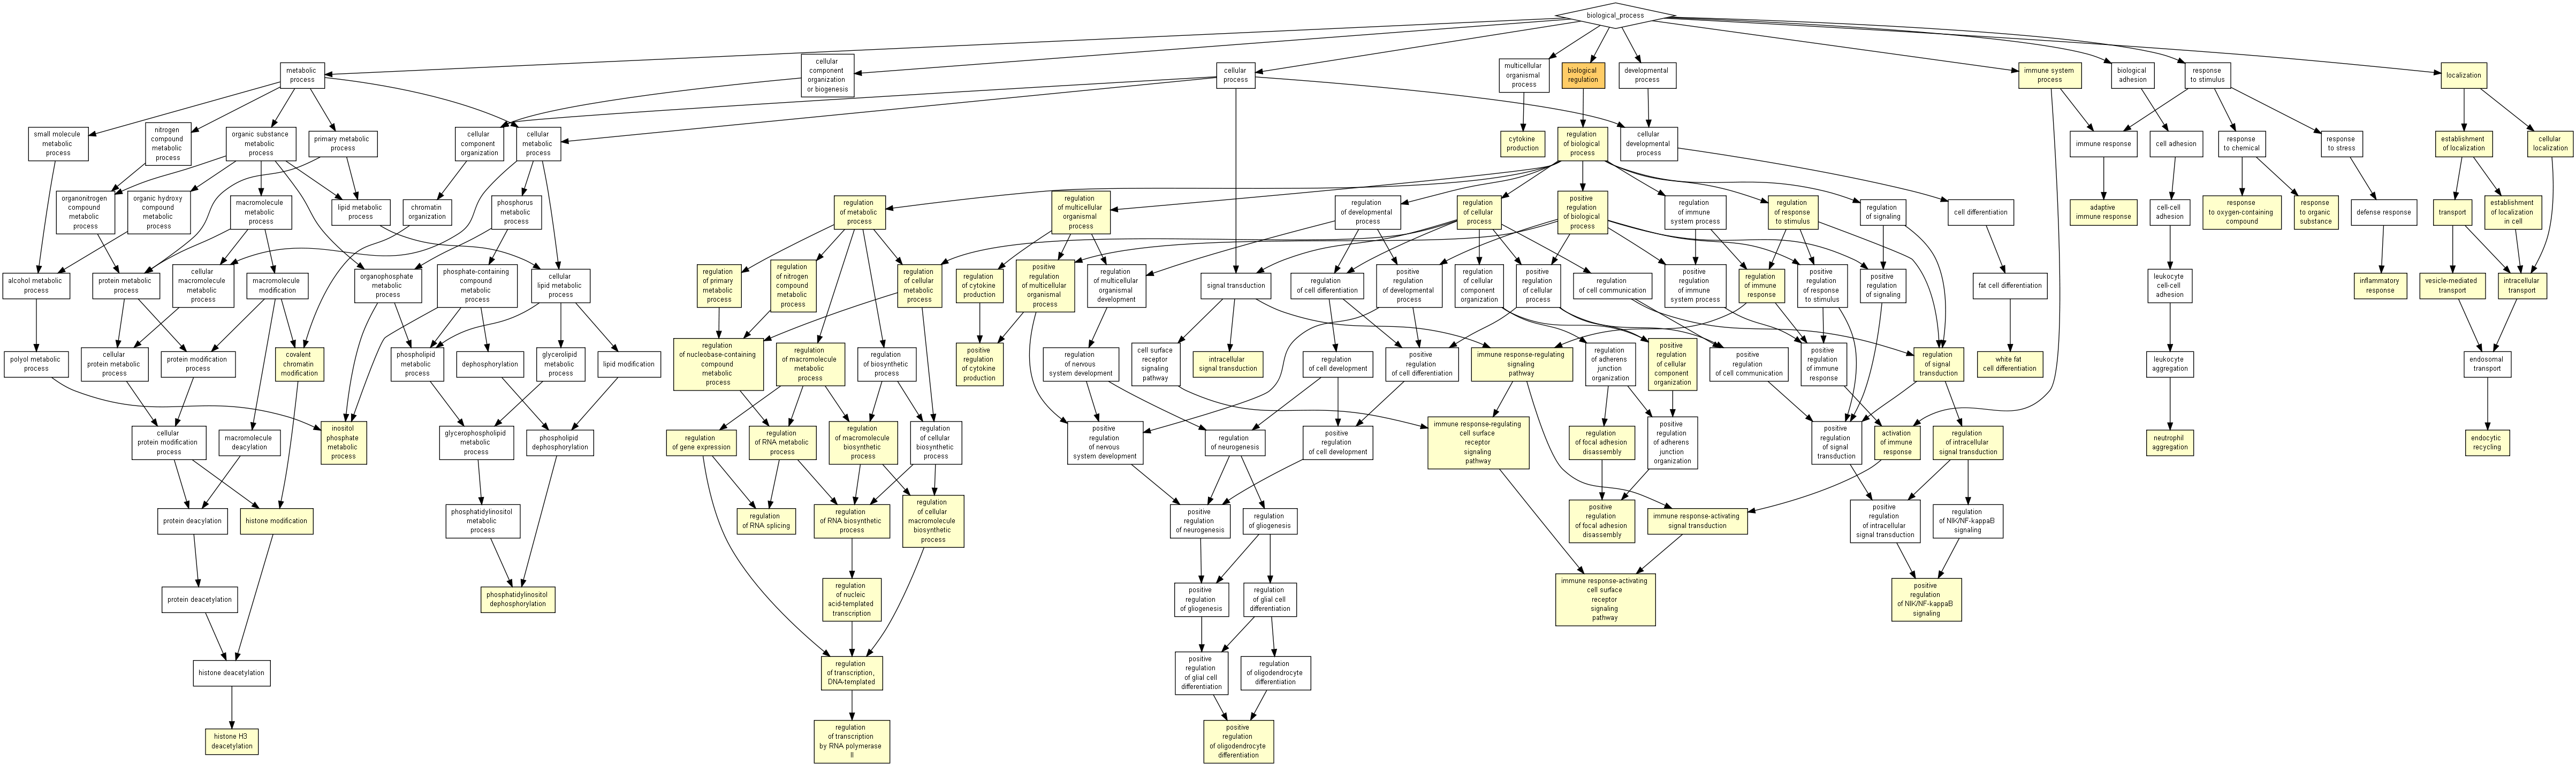 biological_process
metabolic
process
cellular
component
organization
or biogenesis
cellular
process
multicellular
organismal
process
biological
regulation
developmental
process
immune system
process
biological
adhesion
response
to stimulus
localization
small molecule
metabolic
process
nitrogen
compound
metabolic
process
organic substance
metabolic
process
primary metabolic
process
cellular
component
organization
cellular
metabolic
process
cytokine
production
regulation
of biological
process
cellular
developmental
process
immune response
cell adhesion
response
to chemical
response
to stress
establishment
of localization
cellular
localization
organonitrogen
compound
metabolic
process
organic hydroxy
compound
metabolic
process
macromolecule
metabolic
process
lipid metabolic
process
chromatin
organization
phosphorus
metabolic
process
regulation
of metabolic
process
regulation
of multicellular
organismal
process
regulation
of developmental
process
regulation
of cellular
process
positive
regulation
of biological
process
regulation
of immune
system process
regulation
of response
to stimulus
regulation
of signaling
cell differentiation
adaptive
immune response
cell-cell
adhesion
response
to oxygen-containing
compound
response
to organic
substance
defense response
transport
establishment
of localization
in cell
alcohol metabolic
process
protein metabolic
process
cellular
macromolecule
metabolic
process
macromolecule
modification
organophosphate
metabolic
process
phosphate-containing
compound
metabolic
process
cellular
lipid metabolic
process
regulation
of primary
metabolic
process
regulation
of nitrogen
compound
metabolic
process
regulation
of cellular
metabolic
process
regulation
of cytokine
production
positive
regulation
of multicellular
organismal
process
regulation
of multicellular
organismal
development
signal transduction
regulation
of cell differentiation
positive
regulation
of developmental
process
regulation
of cellular
component
organization
positive
regulation
of cellular
process
regulation
of cell communication
positive
regulation
of immune
system process
regulation
of immune
response
positive
regulation
of response
to stimulus
positive
regulation
of signaling
fat cell differentiation
leukocyte
cell-cell
adhesion
inflammatory
response
vesicle-mediated
transport
intracellular
transport
polyol metabolic
process
cellular
protein metabolic
process
protein modification
process
covalent
chromatin
modification
phospholipid
metabolic
process
dephosphorylation
glycerolipid
metabolic
process
lipid modification
regulation
of nucleobase-containing
compound
metabolic
process
regulation
of macromolecule
metabolic
process
regulation
of biosynthetic
process
positive
regulation
of cytokine
production
regulation
of nervous
system development
cell surface
receptor
signaling
pathway
intracellular
signal transduction
regulation
of cell development
positive
regulation
of cell differentiation
immune response-regulating
signaling
pathway
regulation
of adherens
junction
organization
positive
regulation
of cellular
component
organization
positive
regulation
of cell communication
positive
regulation
of immune
response
regulation
of signal
transduction
white fat
cell differentiation
leukocyte
aggregation
endosomal
transport
cellular
protein modification
process
macromolecule
deacylation
inositol
phosphate
metabolic
process
glycerophospholipid
metabolic
process
phospholipid
dephosphorylation
regulation
of gene expression
regulation
of RNA metabolic
process
regulation
of macromolecule
biosynthetic
process
regulation
of cellular
biosynthetic
process
positive
regulation
of nervous
system development
regulation
of neurogenesis
positive
regulation
of cell development
immune response-regulating
cell surface
receptor
signaling
pathway
regulation
of focal adhesion
disassembly
positive
regulation
of adherens
junction
organization
positive
regulation
of signal
transduction
activation
of immune
response
regulation
of intracellular
signal transduction
neutrophil
aggregation
endocytic
recycling
protein deacylation
histone modification
phosphatidylinositol
metabolic
process
regulation
of RNA splicing
regulation
of RNA biosynthetic
process
regulation
of cellular
macromolecule
biosynthetic
process
positive
regulation
of neurogenesis
regulation
of gliogenesis
positive
regulation
of focal adhesion
disassembly
immune response-activating
signal transduction
positive
regulation
of intracellular
signal transduction
regulation
of NIK/NF-kappaB
signaling
protein deacetylation
phosphatidylinositol
dephosphorylation
regulation
of nucleic
acid-templated
transcription
positive
regulation
of gliogenesis
regulation
of glial cell
differentiation
immune response-activating
cell surface
receptor
signaling
pathway
positive
regulation
of NIK/NF-kappaB
signaling
histone deacetylation
regulation
of transcription,
DNA-templated
positive
regulation
of glial cell
differentiation
regulation
of oligodendrocyte
differentiation
histone H3
deacetylation
regulation
of transcription
by RNA polymerase
II
positive
regulation
of oligodendrocyte
differentiation